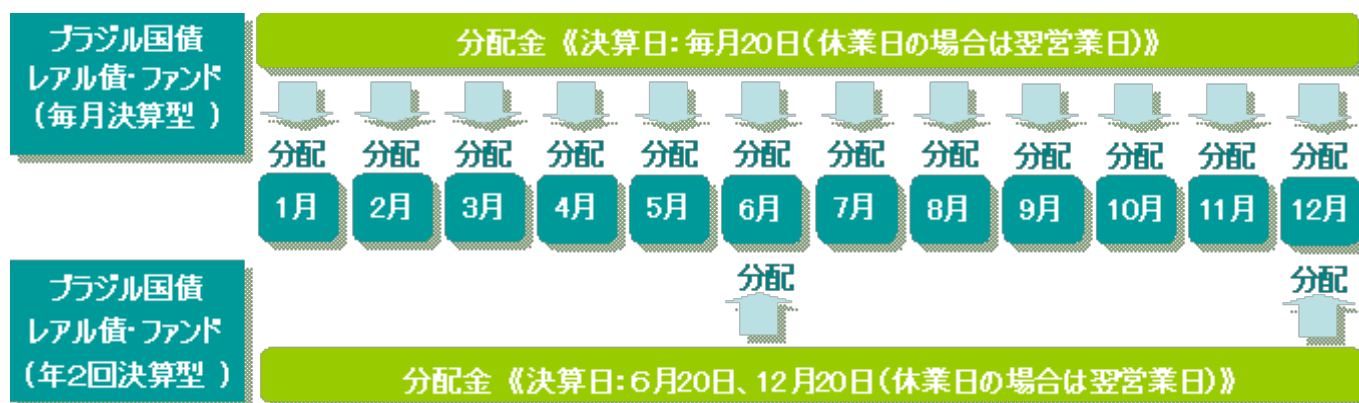 ブラジル国債
レアル債・ファンド
(毎月決算型 )
分配金《決算日:毎月20日(休業日の場合は翌営業日)》
分配 分配 分配 分配 分配 分配 分配 分配 分配 分配 分配 分配
1月 2月 3月 4月 5月 6月 7月 8月 9月 10月 11月 12月
ブラジル国債
レアル債・ファンド
(年2回決算型 )
分配 分配
分配金《決算日:6月20日、12月20日(休業日の場合は翌営業日)》